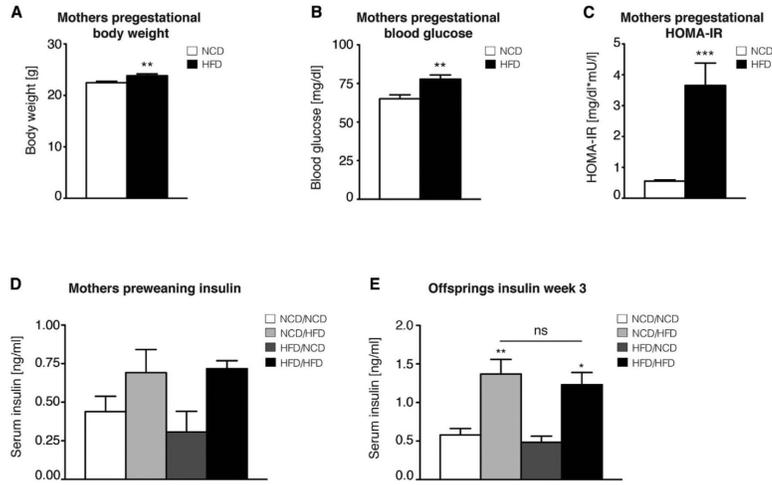 A
Mothers pregestational
body weight
Body weight [g]
30
20
10
0
**
NCD
HFD
B
Mothers pregestational
blood glucose
Blood glucose [mg/dl]
100
75
50
25
0
**
NCD
HFD
C
Mothers pregestational
HOMA-IR
HOMA-IR [mg/dl*mU/l]
5
4
3
2
1
0
***
NCD
HFD
D
Mothers preweaning insulin
Serum insulin [ng/ml]
1.00
0.75
0.50
0.25
0.00
NCD/NCD
NCD/HFD
HFD/NCD
HFD/HFD
E
Offsprings insulin week 3
Serum insulin [ng/ml]
2.0
1.5
1.0
0.5
0.0
**
ns
*
NCD/NCD
NCD/HFD
HFD/NCD
HFD/HFD